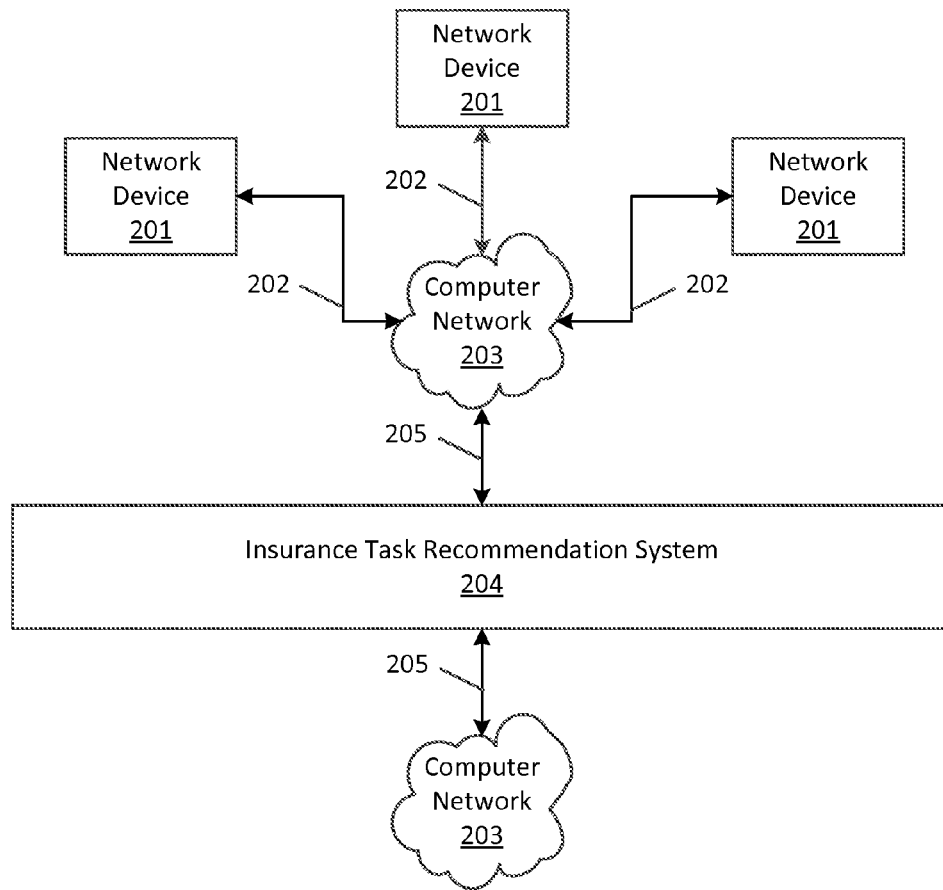 Network
Device
201
Network
Device
201
Network
Device
201
202
202
202
Computer
Network
203
205
Insurance Task Recommendation System
204
205
Computer
Network
203